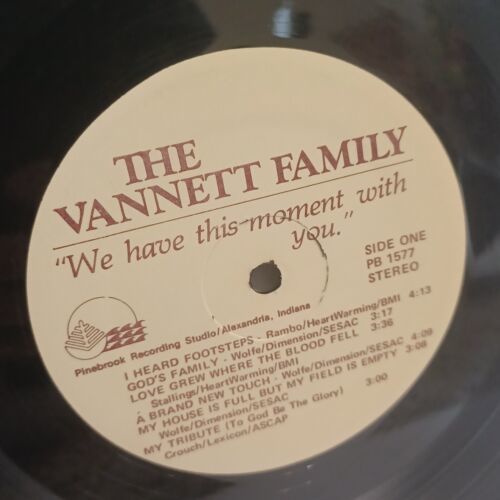 THE
VANNETT FAMILY
"We have this moment with
you."
SIDE ONE
PB 1577
STEREO
Pinebrook Recording Studio/Alexandria, Indiana
I HEARD FOOTSTEPS - Rambo/HeartWarming/BMI 4:13
GOD'S FAMILY - Wolfe/Dimension/SESAC 3:17
LOVE GREW WHERE THE BLOOD FELL 3:36
Stallings/HeartWarming/BMI
A BRAND NEW TOUCH - Wolfe/Dimension/SESAC 4:09
MY HOUSE IS FULL BUT MY FIELD IS EMPTY 3:08
Wolfe/Dimension/SESAC
MY TRIBUTE (To God Be The Glory) 3:00
Crouch/Lexicon/ASCAP